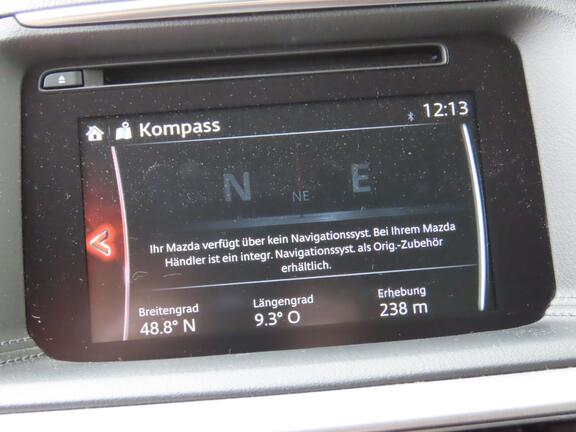 Kompass
12:13
N NE E
Ihr Mazda verfügt über kein Navigationssyst. Bei Ihrem Mazda
Händler ist ein integr. Navigationssyst. als Orig.-Zubehör
erhältlich.
Breitengrad Längengrad Erhebung
48.8° N 9.3° O 238 m